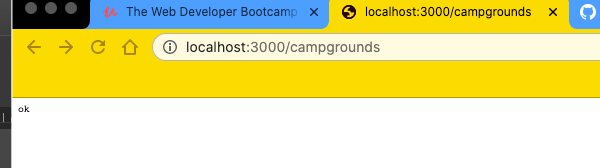 The Web Developer Bootcamp
localhost:3000/campgrounds
localhost:3000/campgrounds
ok